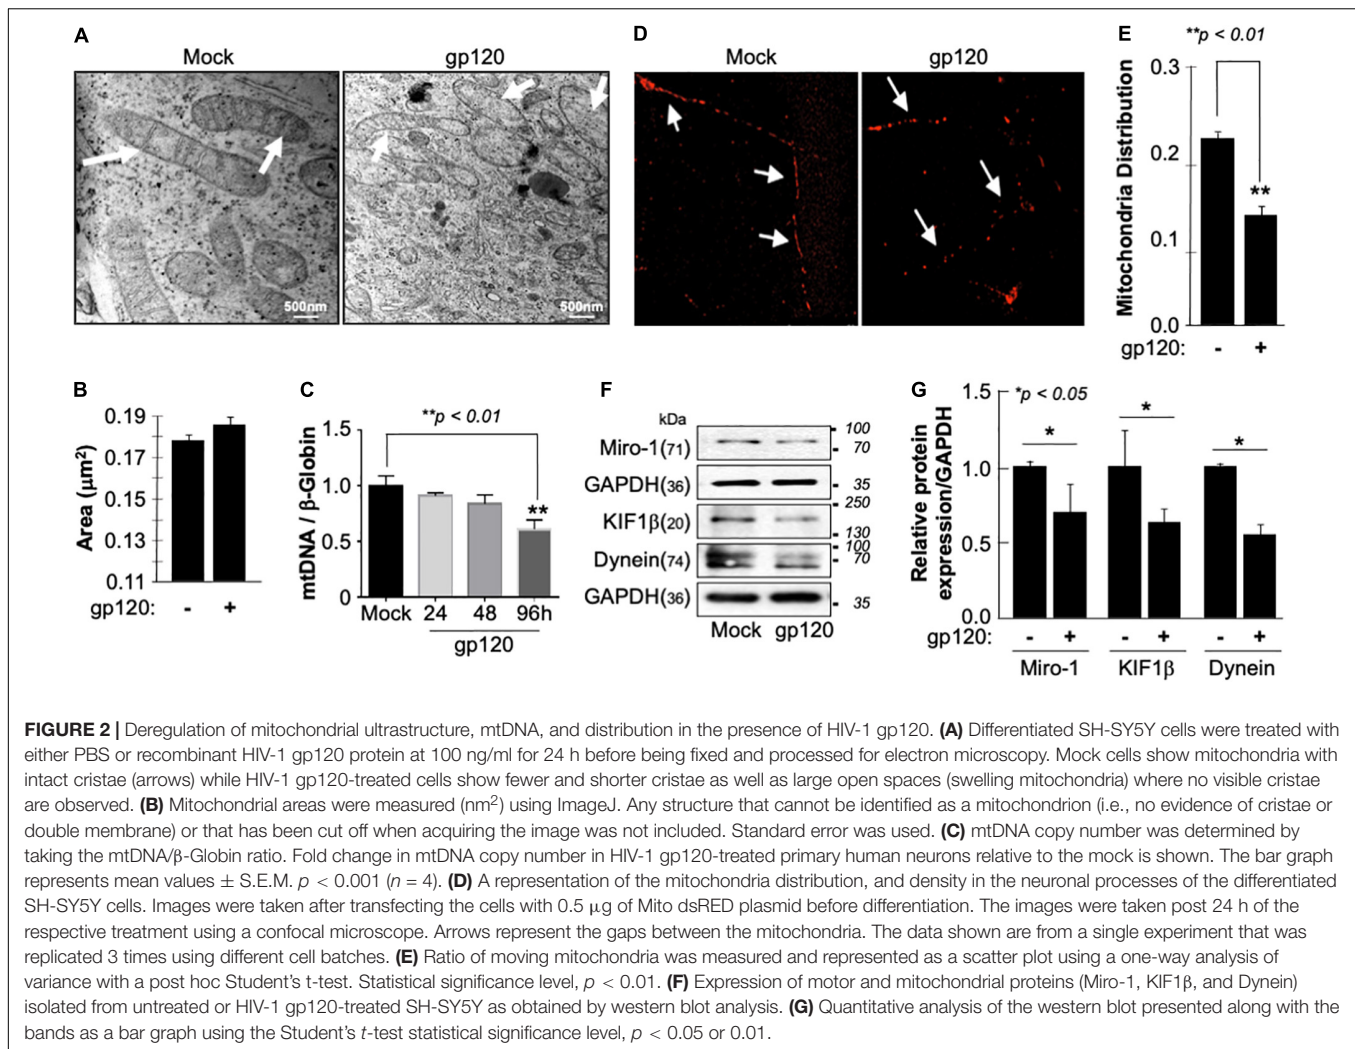 A
Mock
gp120
500nm
500nm
D
Mock
gp120
E
**p < 0.01
Mitochondria Distribution
0.3
0.2
0.1
0.0
**
gp120:
-
+
B
Area (μm²)
0.19
0.17
0.15
0.13
0.11
gp120:
-
+
C
**p < 0.01
mtDNA / β-Globin
1.5
1.0
0.5
0
**
Mock
24
48
96h
gp120
F
kDa
Miro-1(71)
100
70
GAPDH(36)
35
250
KIF1β(20)
130
100
Dynein(74)
70
GAPDH(36)
35
Mock
gp120
G
*p < 0.05
Relative protein
expression/GAPDH
1.5
1.0
0.5
0.0
*
*
*
gp120:
- + - + - +
Miro-1
KIF1β
Dynein
FIGURE 2 | Deregulation of mitochondrial ultrastructure, mtDNA, and distribution in the presence of HIV-1 gp120. (A) Differentiated SH-SY5Y cells were treated with
either PBS or recombinant HIV-1 gp120 protein at 100 ng/ml for 24 h before being fixed and processed for electron microscopy. Mock cells show mitochondria with
intact cristae (arrows) while HIV-1 gp120-treated cells show fewer and shorter cristae as well as large open spaces (swelling mitochondria) where no visible cristae
are observed. (B) Mitochondrial areas were measured (nm²) using ImageJ. Any structure that cannot be identified as a mitochondrion (i.e., no evidence of cristae or
double membrane) or that has been cut off when acquiring the image was not included. Standard error was used. (C) mtDNA copy number was determined by
taking the mtDNA/β-Globin ratio. Fold change in mtDNA copy number in HIV-1 gp120-treated primary human neurons relative to the mock is shown. The bar graph
represents mean values ± S.E.M. p < 0.001 (n = 4). (D) A representation of the mitochondria distribution, and density in the neuronal processes of the differentiated
SH-SY5Y cells. Images were taken after transfecting the cells with 0.5 μg of Mito dsRED plasmid before differentiation. The images were taken post 24 h of the
respective treatment using a confocal microscope. Arrows represent the gaps between the mitochondria. The data shown are from a single experiment that was
replicated 3 times using different cell batches. (E) Ratio of moving mitochondria was measured and represented as a scatter plot using a one-way analysis of
variance with a post hoc Student's t-test. Statistical significance level, p < 0.01. (F) Expression of motor and mitochondrial proteins (Miro-1, KIF1β, and Dynein)
isolated from untreated or HIV-1 gp120-treated SH-SY5Y as obtained by western blot analysis. (G) Quantitative analysis of the western blot presented along with the
bands as a bar graph using the Student's t-test statistical significance level, p < 0.05 or 0.01.